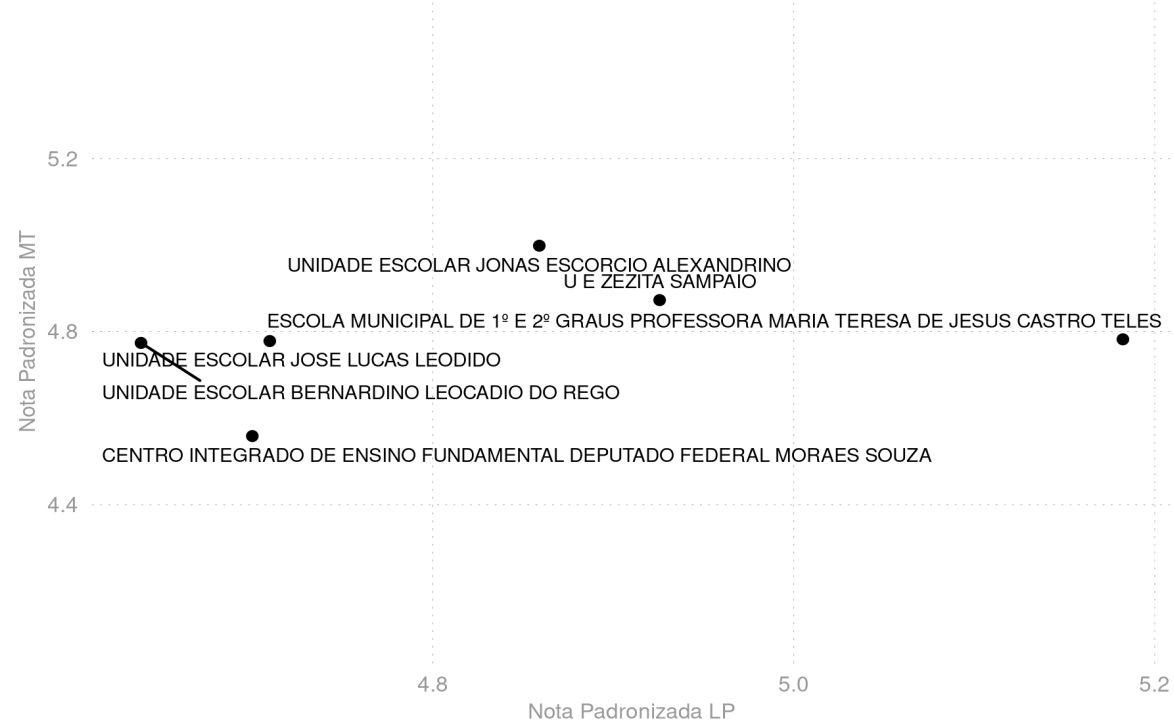 5.2
UNIDADE ESCOLAR JONAS ESCORCIO ALEXANDRINO
U E ZEZITA SAMPAIO
ESCOLA MUNICIPAL DE 1º E 2º GRAUS PROFESSORA MARIA TERESA DE JESUS CASTRO TELES
4.8
UNIDADE ESCOLAR JOSE LUCAS LEODIDO
UNIDADE ESCOLAR BERNARDINO LEOCADIO DO REGO
CENTRO INTEGRADO DE ENSINO FUNDAMENTAL DEPUTADO FEDERAL MORAES SOUZA
4.4
Nota Padronizada MT
4.8 5.0 5.2
Nota Padronizada LP